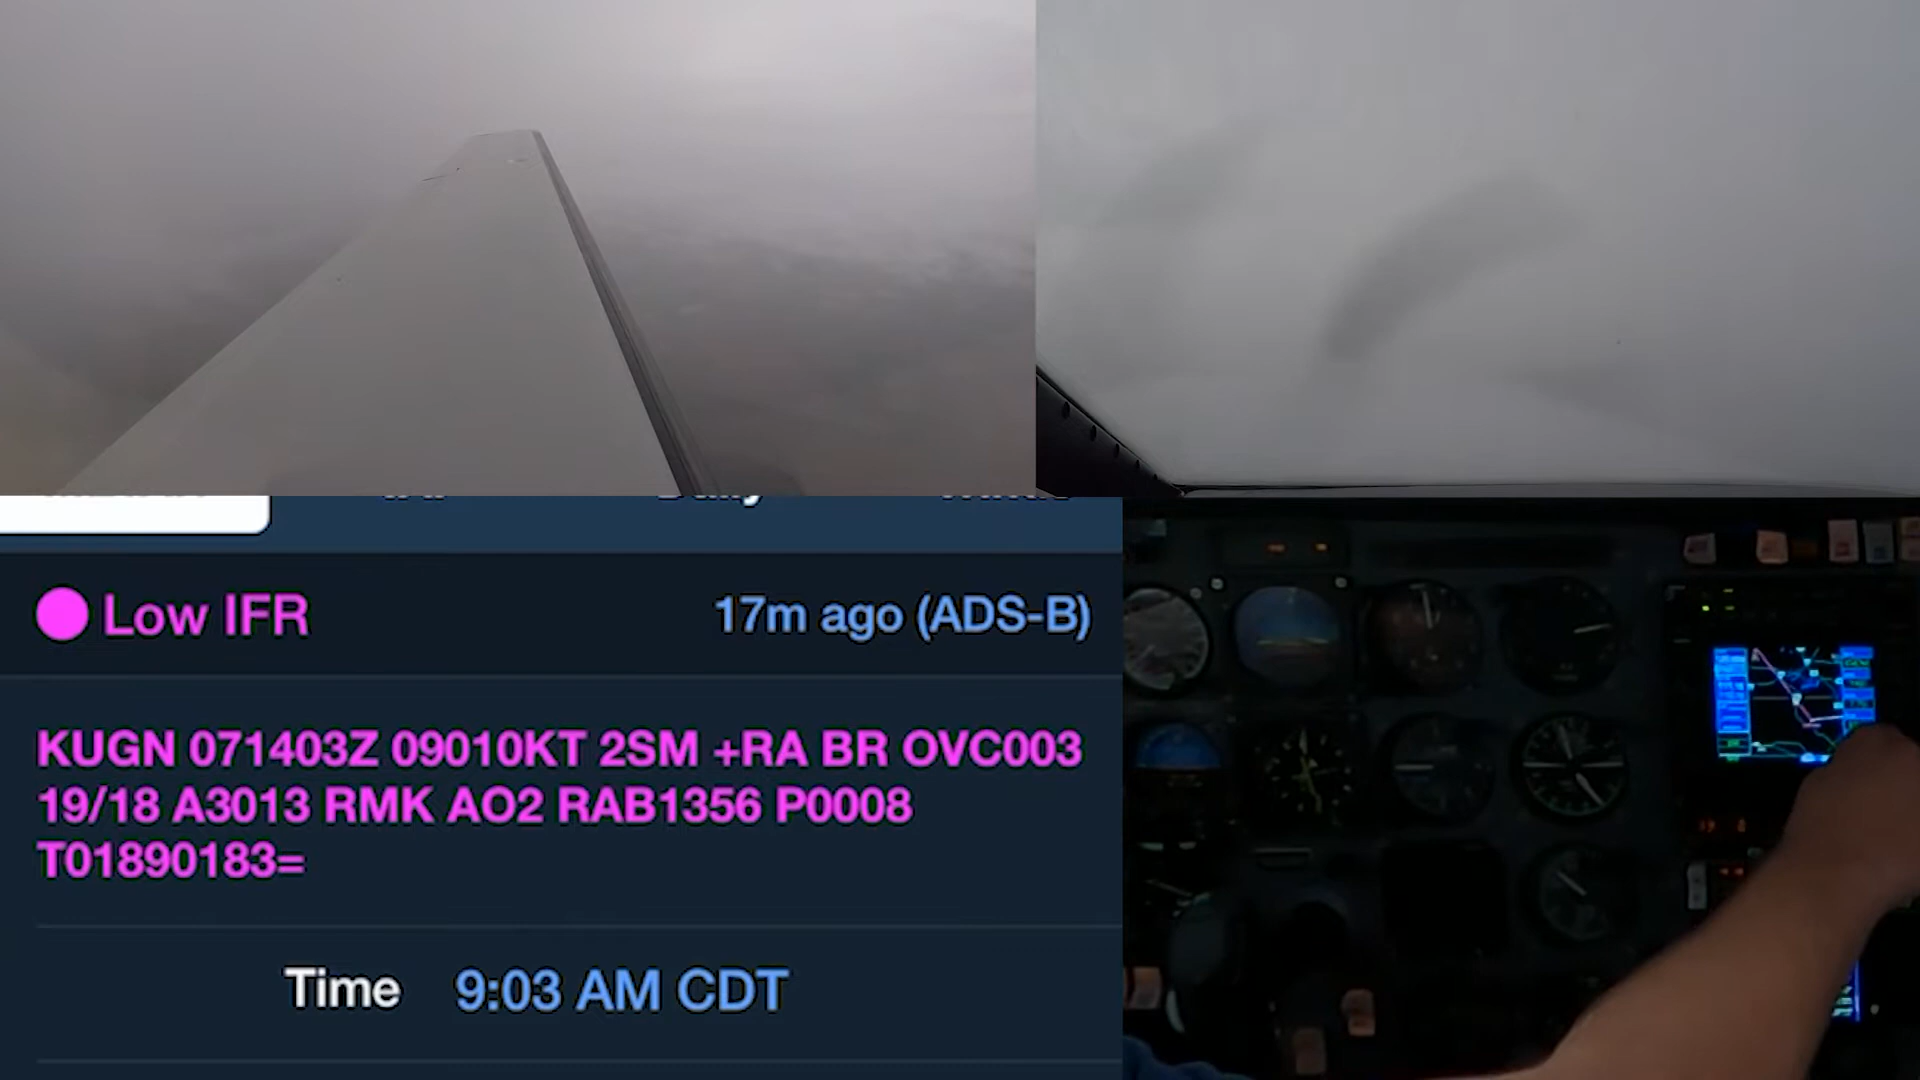 Low IFR
17m ago (ADS-B)
KUGN 071403Z 09010KT 2SM +RA BR OVC003
19/18 A3013 RMK AO2 RAB1356 P0008
T01890183=
Time 9:03 AM CDT